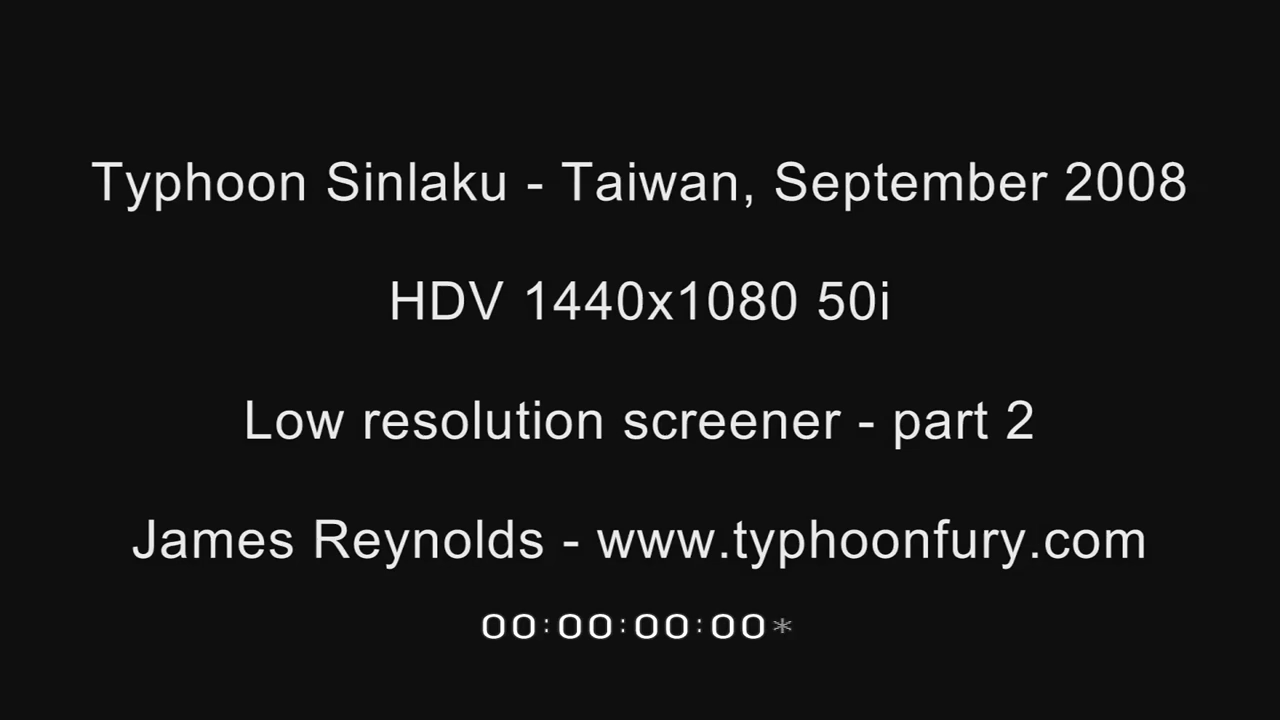 Typhoon Sinlaku - Taiwan, September 2008
HDV 1440x1080 50i
Low resolution screener - part 2
James Reynolds - www.typhoonfury.com
00:00:00:00*